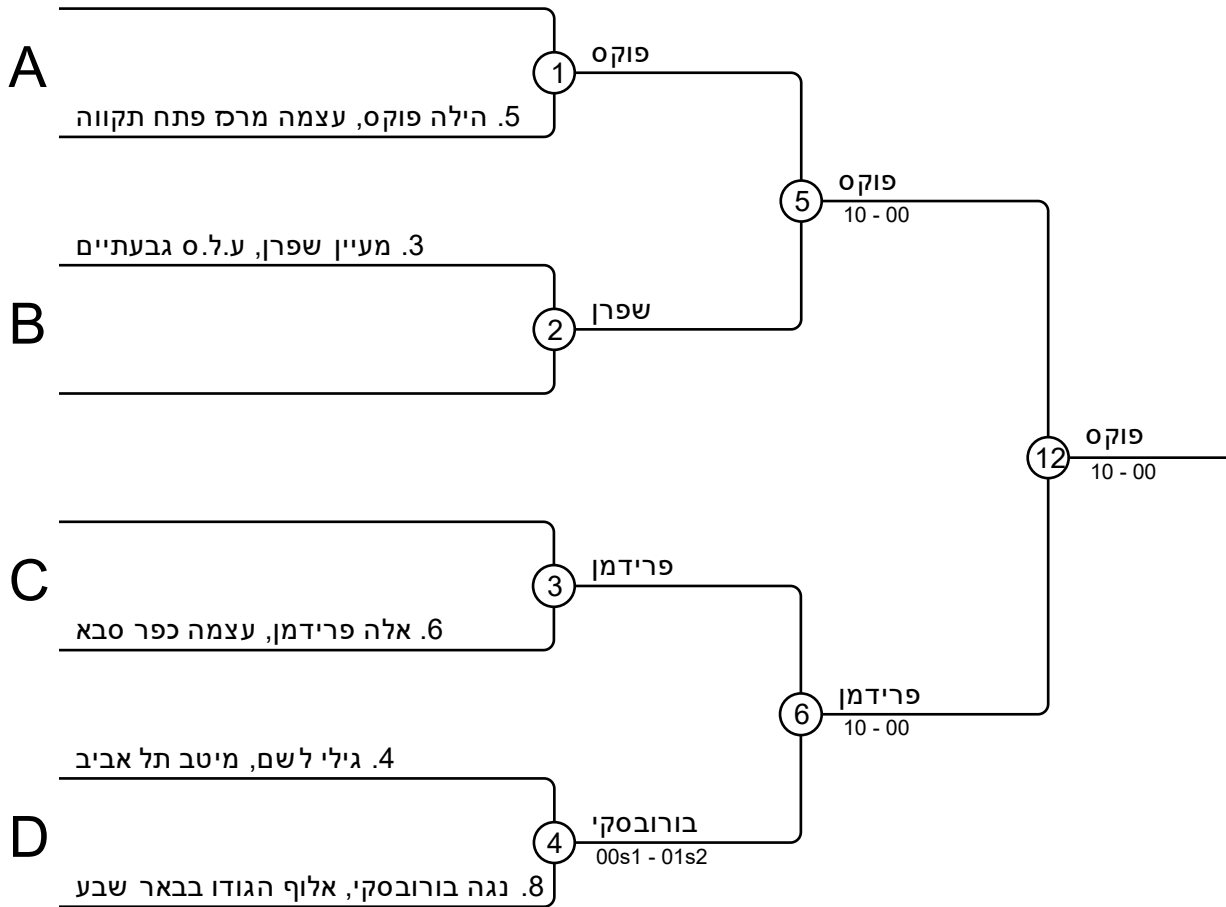 A
1
פוקס
5. הילה פוקס, עצמה מרכז פתח תקווה
5
פוקס
10 - 00
3. מעיין שפרן, ע.ל.ס גבעתיים
B
2
שפרן
12
פוקס
10 - 00
C
3
פרידמן
6. אלה פרידמן, עצמה כפר סבא
6
פרידמן
10 - 00
4. גילי לשם, מיטב תל אביב
D
4
בורובסקי
00s1 - 01s2
8. נגה בורובסקי, אלוף הגודו בבאר שבע